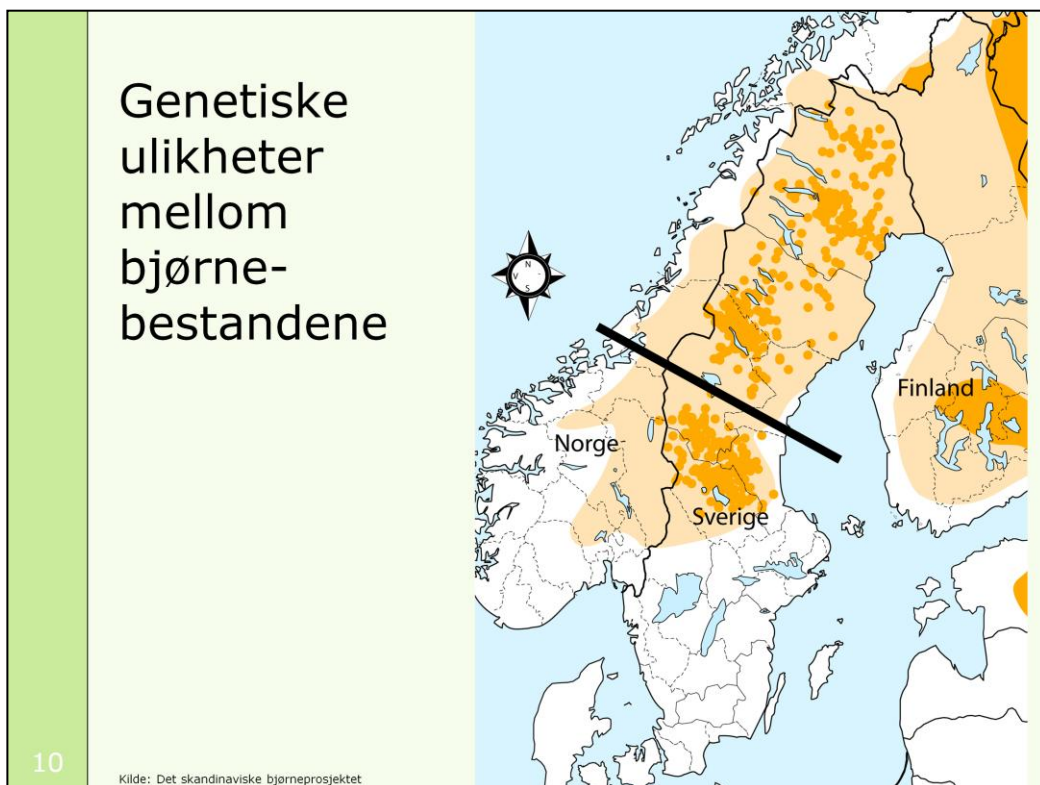 Genetiske
ulikheter
mellom
bjørne-
bestandene
N
V
S
Finland
Norge
Sverige
10
Kilde: Det skandinaviske bjørneprosjektet